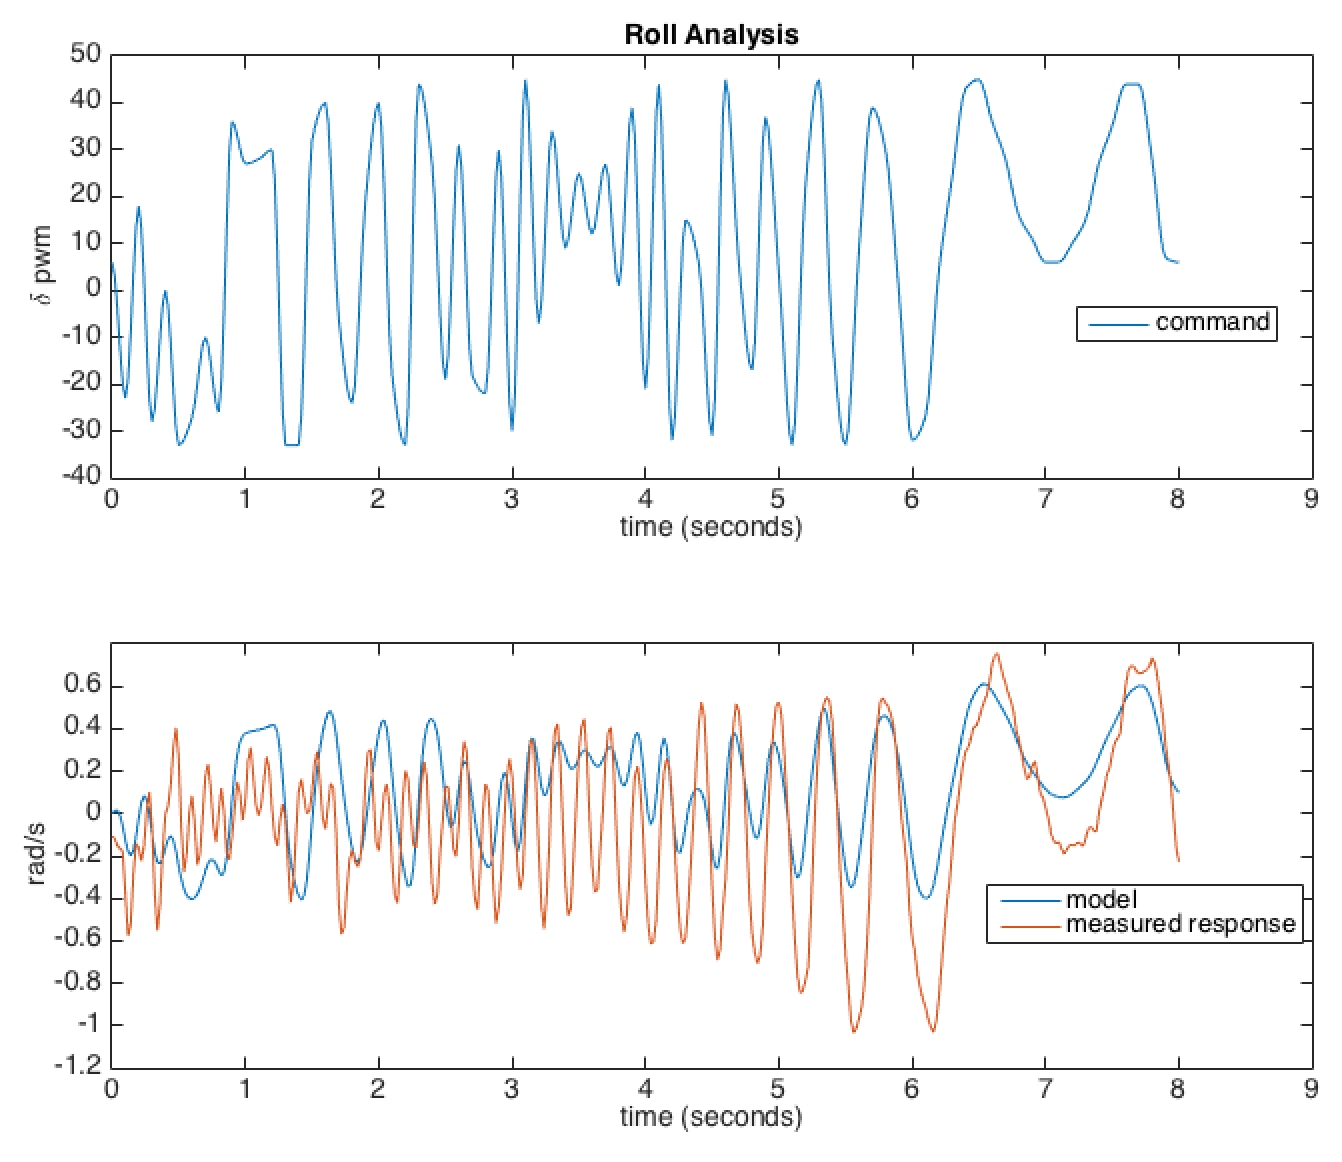 Roll Analysis
50
40
30
20
10
0
-10
-20
-30
-40
δ pwm
command
0 1 2 3 4 5 6 7 8 9
time (seconds)
0.6
0.4
0.2
0
-0.2
-0.4
-0.6
-0.8
-1
-1.2
rad/s
model
measured response
0 1 2 3 4 5 6 7 8 9
time (seconds)